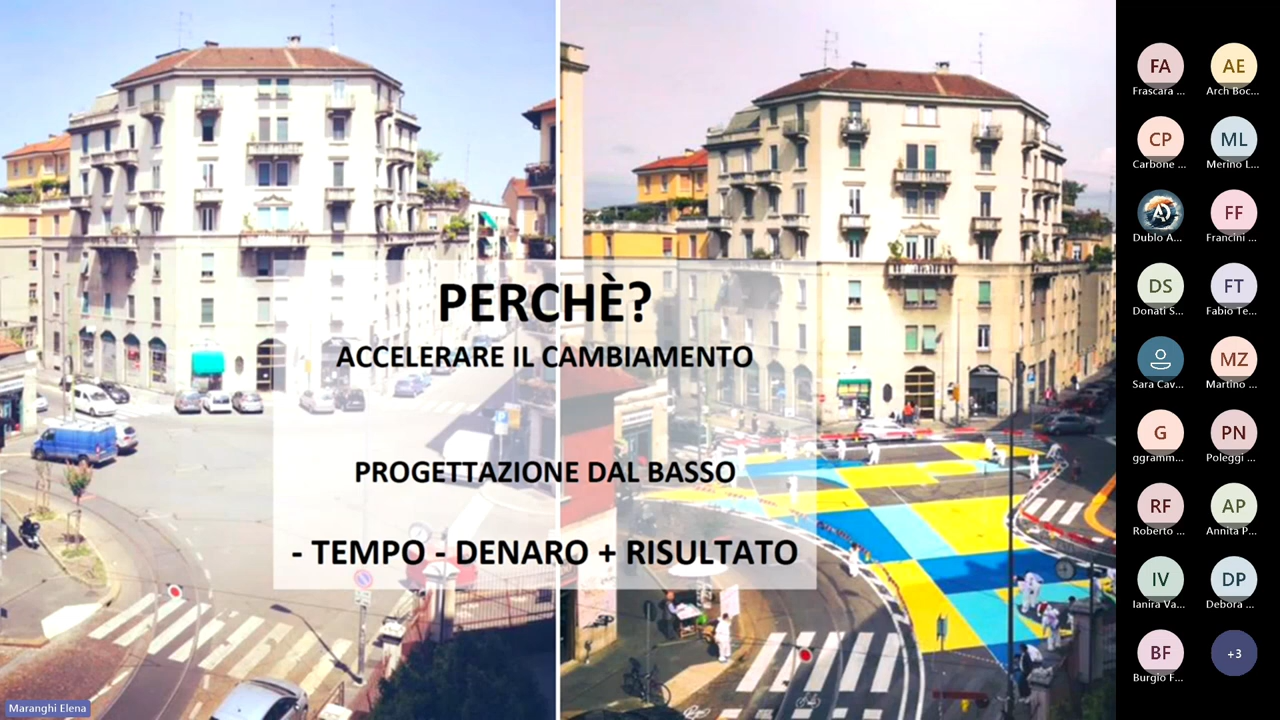 PERCHÈ?
ACCELERARE IL CAMBIAMENTO
PROGETTAZIONE DAL BASSO
- TEMPO - DENARO + RISULTATO
Maranghi Elena
FA
Frascara ...
AE
Arch Boc...
CP
Carbone ...
ML
Merino L...
AD
Dublo A...
FF
Francini ...
DS
Donati S...
FT
Fabio Te...
Sara Cav...
MZ
Martino ...
G
ggramm...
PN
Poleggi ...
RF
Roberto ...
AP
Annita P...
IV
Ianira Va...
DP
Debora ...
BF
Burgio F...
+3